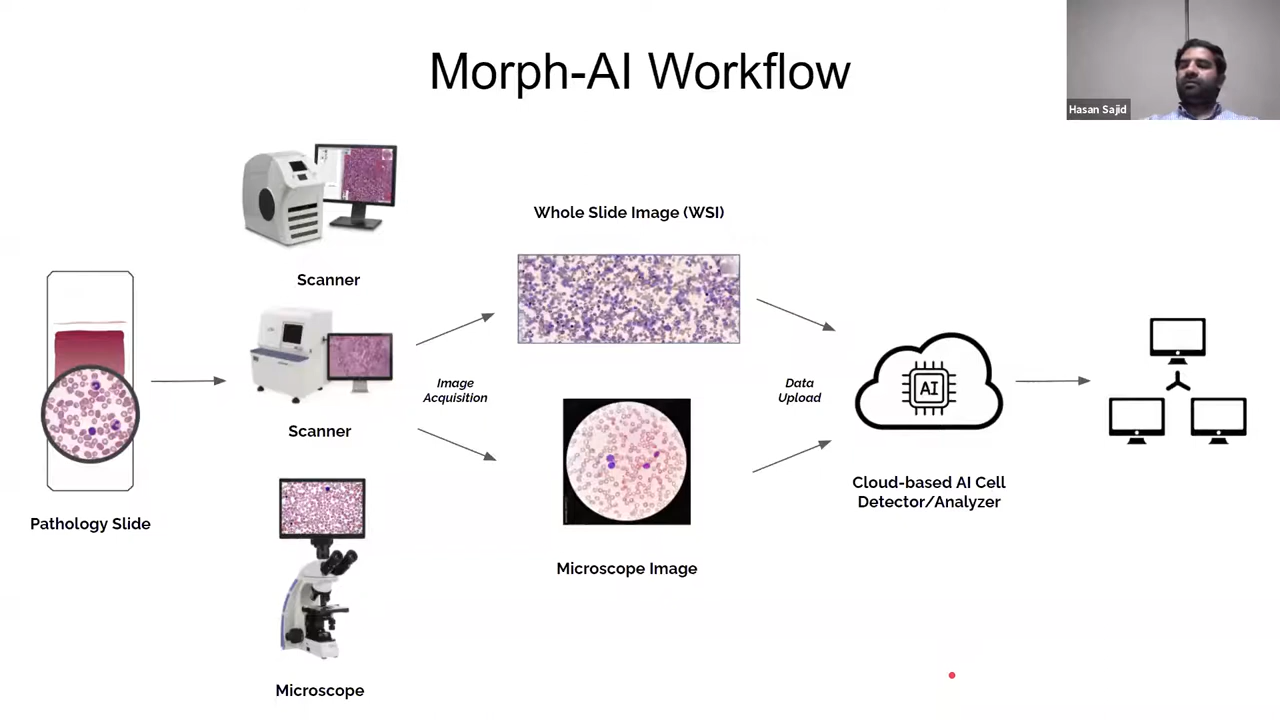 Morph-AI Workflow
Hasan Sajid
Whole Slide Image (WSI)
Scanner
Image
Acquisition
Data
Upload
AI
Scanner
Cloud-based AI Cell
Detector/Analyzer
Pathology Slide
Microscope Image
Microscope